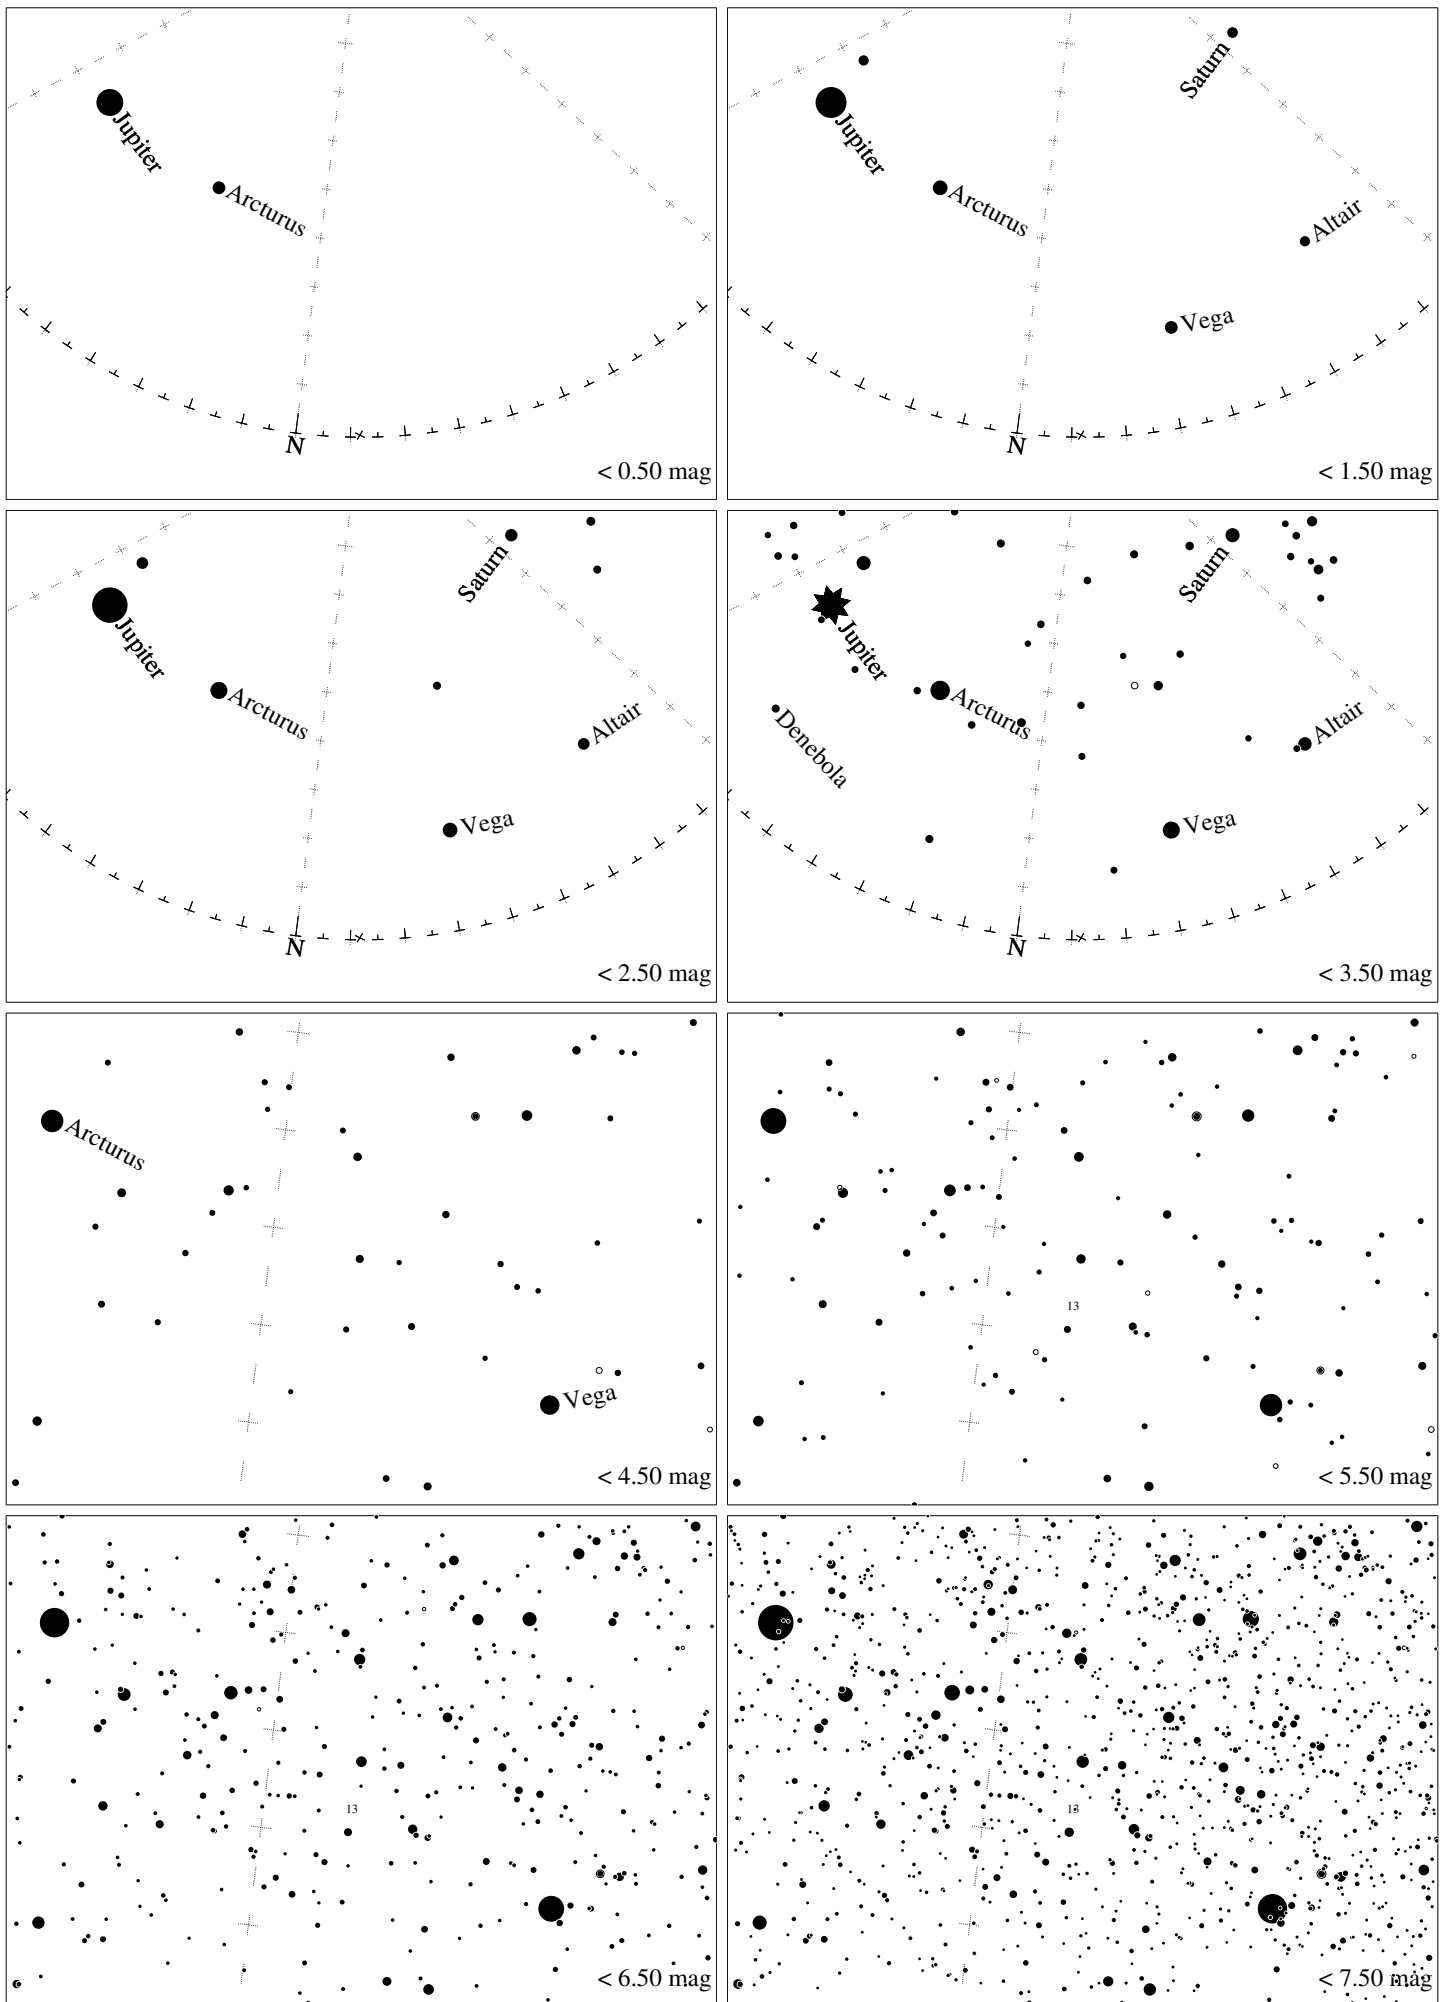 Jupiter
Arcturus
N
< 0.50 mag
Saturn
Jupiter
Arcturus
Altair
Vega
N
< 1.50 mag
Saturn
Jupiter
Arcturus
Altair
Vega
N
< 2.50 mag
Saturn
Jupiter
Arcturus
Denebola
Altair
Vega
N
< 3.50 mag
Arcturus
Vega
< 4.50 mag
13
< 5.50 mag
13
< 6.50 mag
13
< 7.50 mag